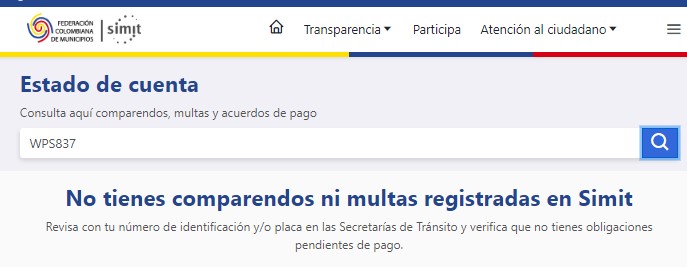 FEDERACIÓN
COLOMBIANA
DE MUNICIPIOS
simit
Transparencia
Participa
Atención al ciudadano
Estado de cuenta
Consulta aquí comparendos, multas y acuerdos de pago
WPS837
No tienes comparendos ni multas registradas en Simit
Revisa con tu número de identificación y/o placa en las Secretarías de Tránsito y verifica que no tienes obligaciones
pendientes de pago.